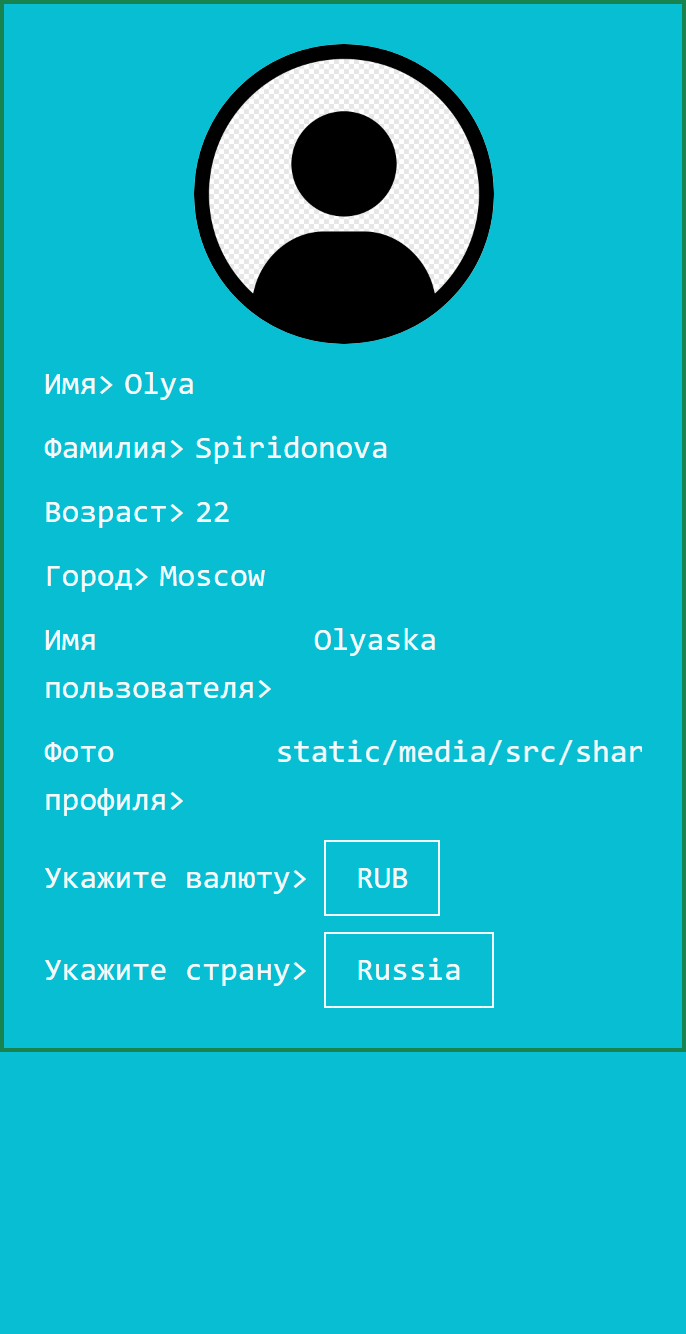 Имя> Olya
Фамилия> Spiridonova
Возраст> 22
Город> Moscow
Имя Olyaska
пользователя>
Фото static/media/src/shar
профиля>
Укажите валюту> RUB
Укажите страну> Russia